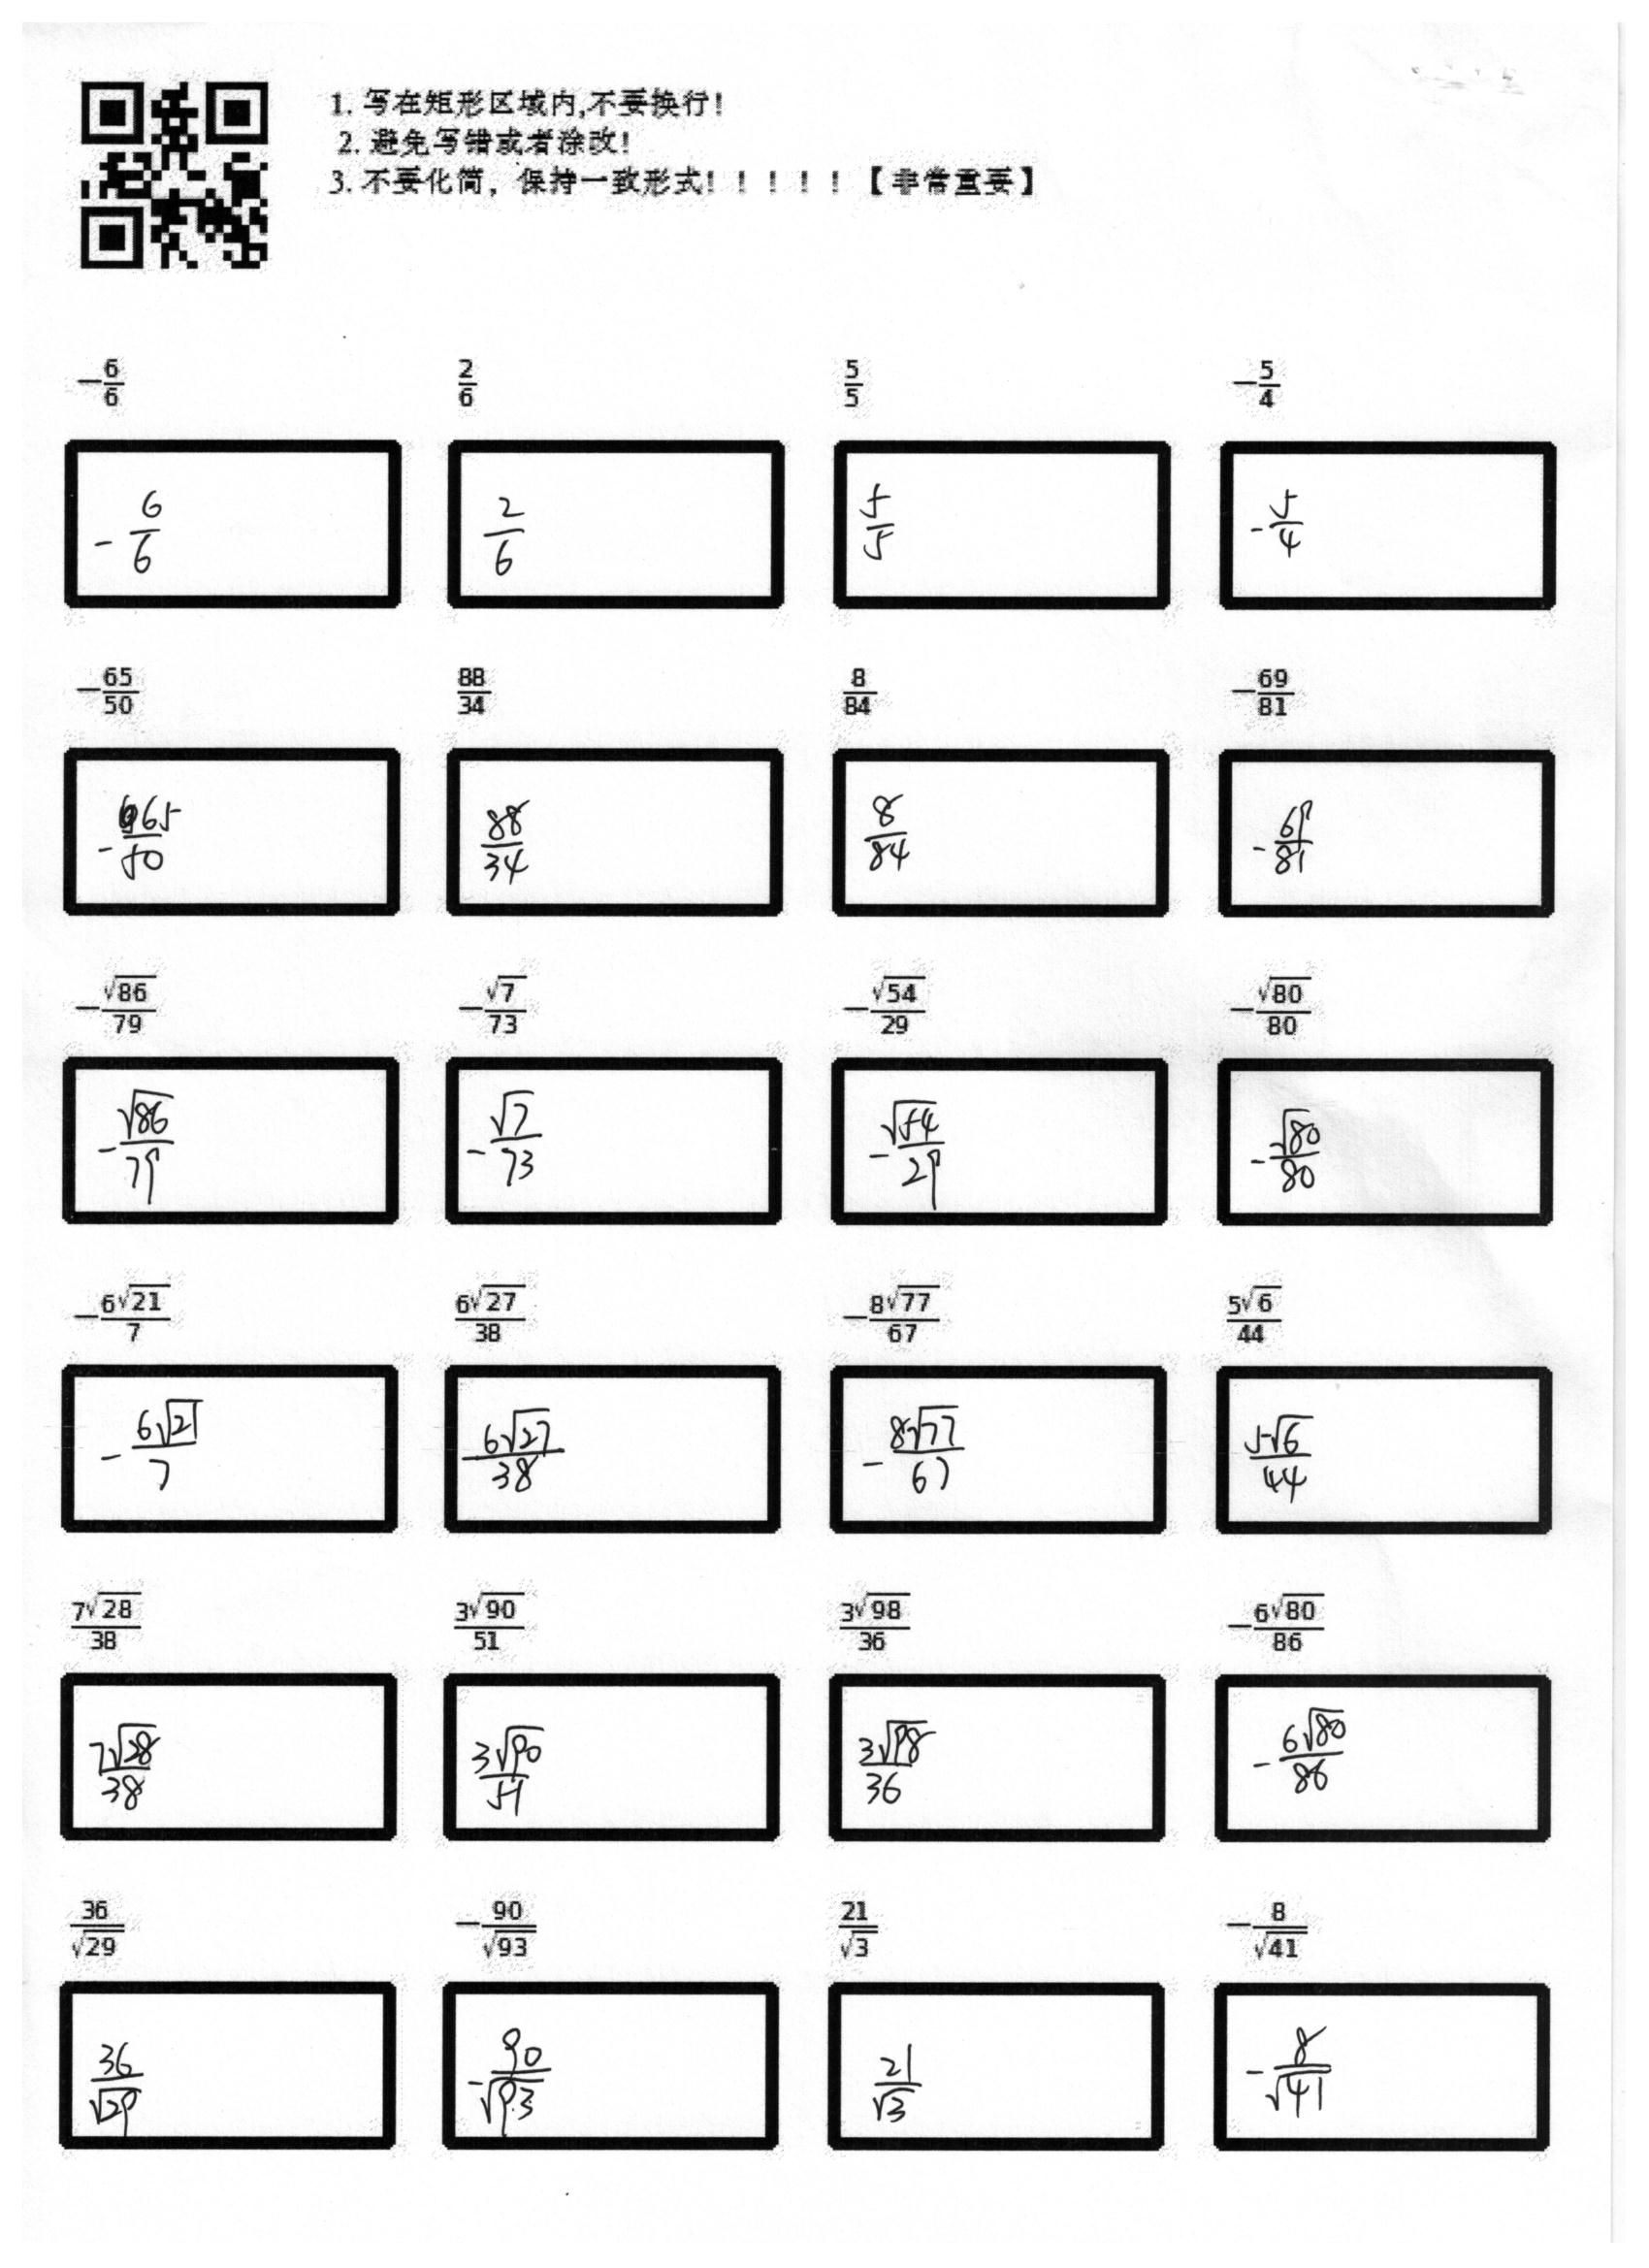 1. 写在矩形区域内,不要换行!
2. 避免写错或者涂改!
3. 不要化简，保持一致形式！！！！！【非常重要】
-\frac{6}{6} \frac{2}{6} \frac{5}{5} -\frac{5}{4}
-\frac{6}{6} \frac{2}{6} \frac{5}{5} -\frac{5}{4}
-\frac{65}{50} \frac{88}{34} \frac{8}{84} -\frac{69}{81}
-\frac{65}{50} \frac{88}{34} \frac{8}{84} -\frac{69}{81}
-\frac{\sqrt{86}}{79} -\frac{\sqrt{7}}{73} -\frac{\sqrt{54}}{29} -\frac{\sqrt{80}}{80}
-\frac{\sqrt{86}}{79} -\frac{\sqrt{7}}{73} -\frac{\sqrt{54}}{29} -\frac{\sqrt{80}}{80}
-\frac{6\sqrt{21}}{7} \frac{6\sqrt{27}}{38} -\frac{8\sqrt{77}}{67} \frac{5\sqrt{6}}{44}
-\frac{6\sqrt{21}}{7} \frac{6\sqrt{27}}{38} -\frac{8\sqrt{77}}{67} \frac{5\sqrt{6}}{44}
\frac{7\sqrt{28}}{38} \frac{3\sqrt{90}}{51} \frac{3\sqrt{98}}{36} -\frac{6\sqrt{80}}{86}
\frac{7\sqrt{28}}{38} \frac{3\sqrt{90}}{51} \frac{3\sqrt{98}}{36} -\frac{6\sqrt{80}}{86}
\frac{36}{\sqrt{29}} -\frac{90}{\sqrt{93}} \frac{21}{\sqrt{3}} -\frac{8}{\sqrt{41}}
\frac{36}{\sqrt{29}} -\frac{90}{\sqrt{93}} \frac{21}{\sqrt{3}} -\frac{8}{\sqrt{41}}